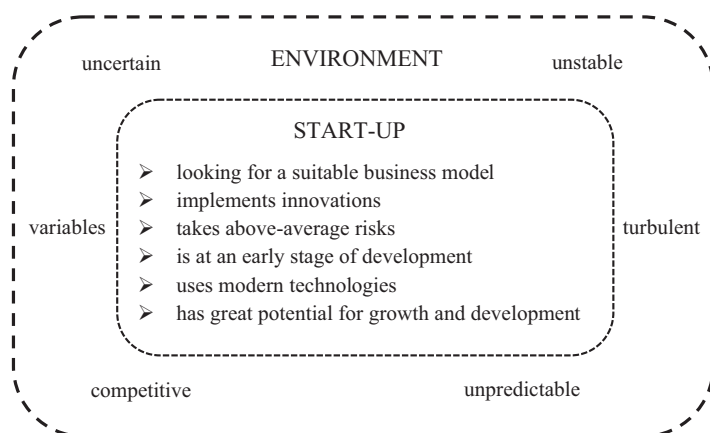 ENVIRONMENT
uncertain
unstable
START-UP
➢ looking for a suitable business model
➢ implements innovations
➢ takes above-average risks
➢ is at an early stage of development
➢ uses modern technologies
➢ has great potential for growth and development
variables
turbulent
competitive
unpredictable